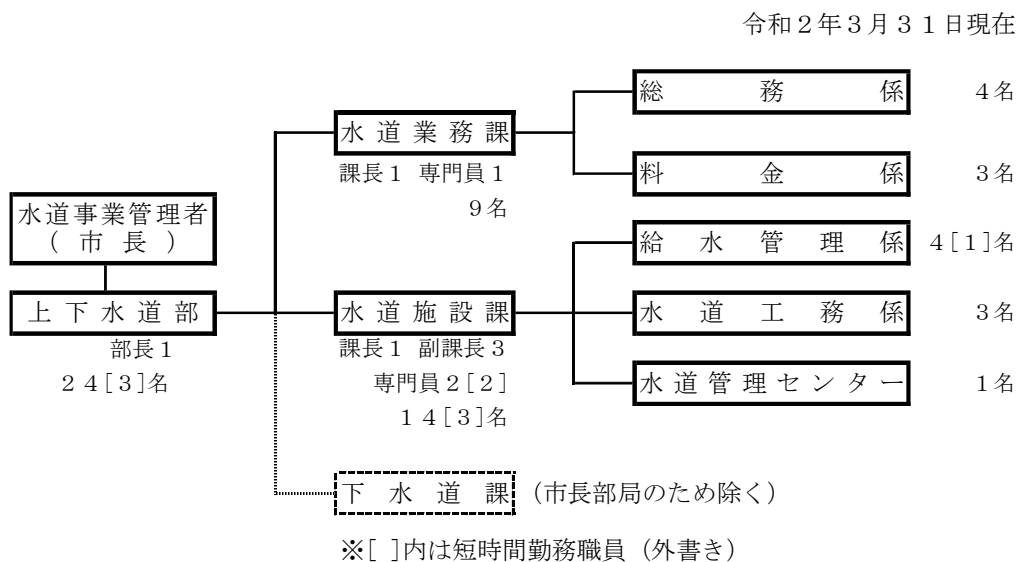 令和２年３月３１日現在
総務係 ４名
水道業務課
課長１ 専門員１
９名
料金係 ３名
水道事業管理者
（市長）
給水管理係 ４[１]名
上下水道部
部長１
２４[３]名
水道施設課
課長１ 副課長３
専門員２[２]
１４[３]名
水道工務係 ３名
水道管理センター １名
下水道課 （市長部局のため除く）
※[ ]内は短時間勤務職員（外書き）